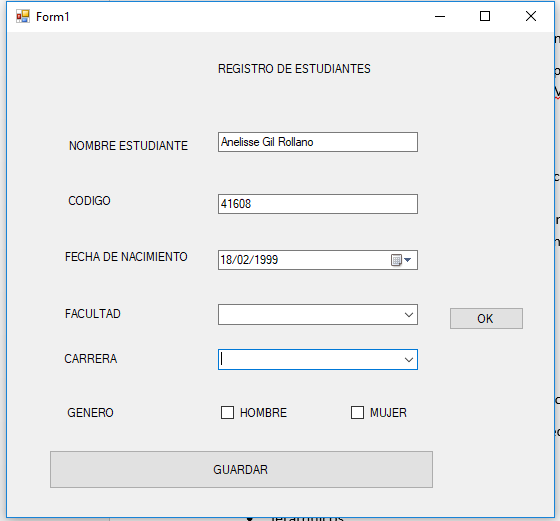 Form1
REGISTRO DE ESTUDIANTES
NOMBRE ESTUDIANTE Anelisse Gil Rollano
CODIGO 41608
FECHA DE NACIMIENTO 18/02/1999
FACULTAD OK
CARRERA
GENERO HOMBRE MUJER
GUARDAR